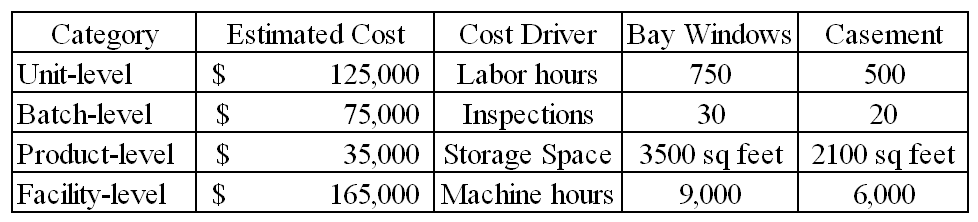 Category Estimated Cost Cost Driver Bay Windows Casement
Unit-level $ 125,000 Labor hours 750 500
Batch-level $ 75,000 Inspections 30 20
Product-level $ 35,000 Storage Space 3500 sq feet 2100 sq feet
Facility-level $ 165,000 Machine hours 9,000 6,000